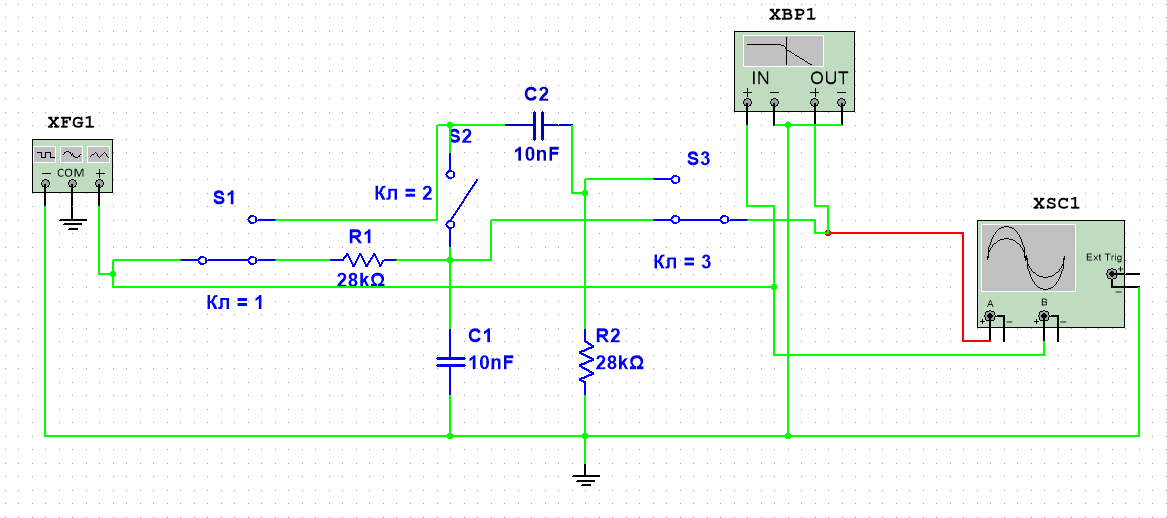 XBP1
IN
OUT
+
−
+
−
XFG1
−
COM
+
C2
10nF
S2
Кл = 2
S3
S1
XSC1
R1
28kΩ
Кл = 3
Ext Trig
+
−
Кл = 1
A
B
+
−
+
−
C1
10nF
R2
28kΩ